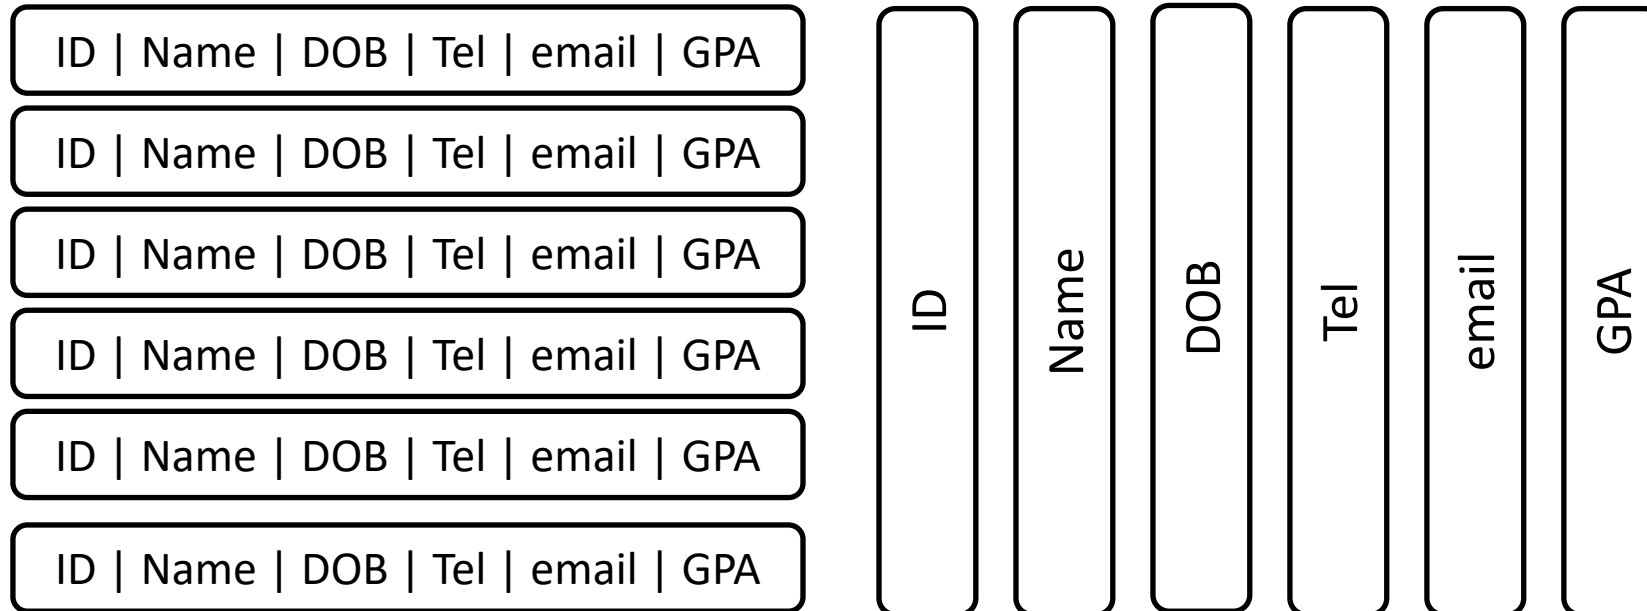 ID | Name | DOB | Tel | email | GPA
ID | Name | DOB | Tel | email | GPA
ID | Name | DOB | Tel | email | GPA
ID | Name | DOB | Tel | email | GPA
ID | Name | DOB | Tel | email | GPA
ID | Name | DOB | Tel | email | GPA
ID
Name
DOB
Tel
email
GPA